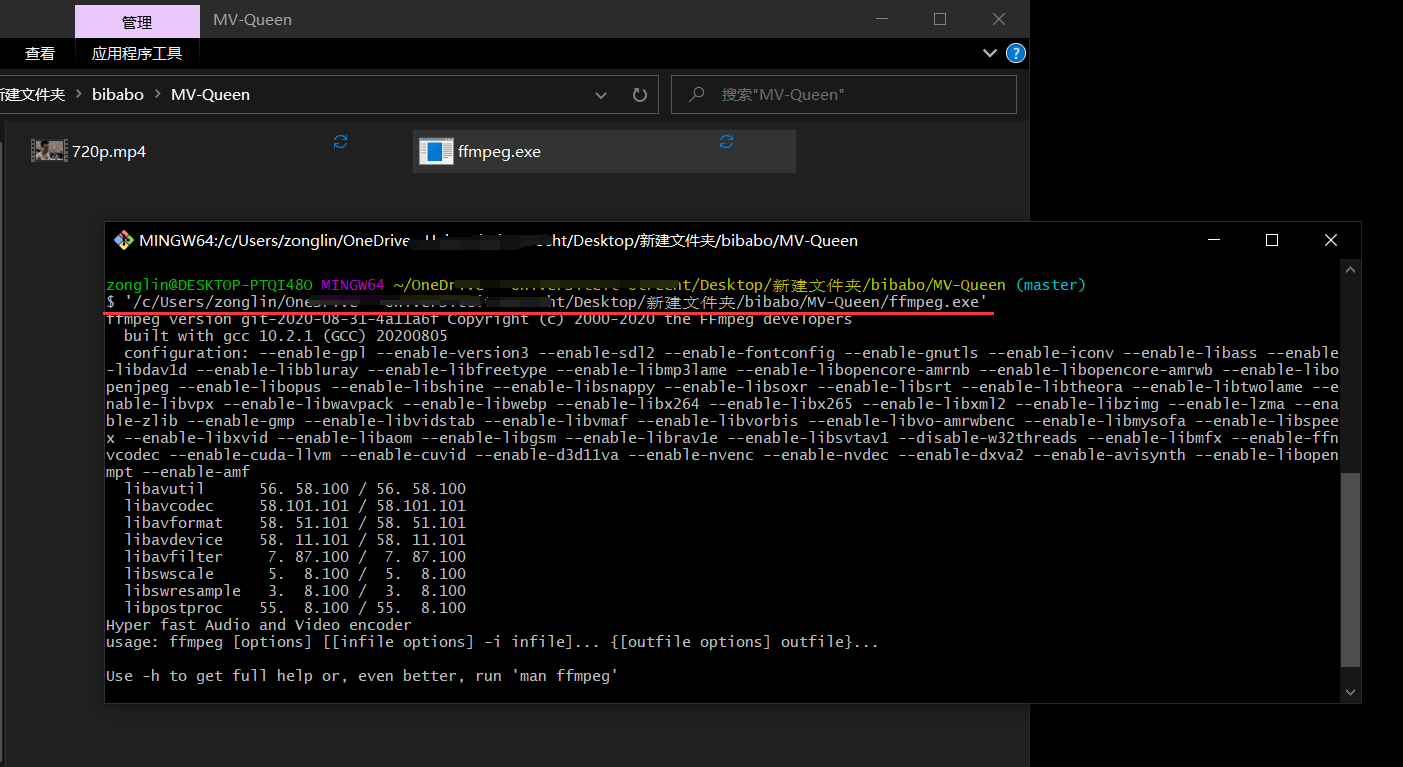 管理 MV-Queen
查看 应用程序工具
新建文件夹 > bibabo > MV-Queen 搜索"MV-Queen"
720p.mp4 ffmpeg.exe
MINGW64:/c/Users/zonglin/OneDrive ht/Desktop/新建文件夹/bibabo/MV-Queen
zonglin@DESKTOP-PTQI48O MINGW64 ~/OneDr /Desktop/新建文件夹/bibabo/MV-Queen (master)
$ '/c/Users/zonglin/One ht/Desktop/新建文件夹/bibabo/MV-Queen/ffmpeg.exe'
ffmpeg version git-2020-08-31-4a11a6f Copyright (c) 2000-2020 the FFmpeg developers
built with gcc 10.2.1 (GCC) 20200805
configuration: --enable-gpl --enable-version3 --enable-sdl2 --enable-fontconfig --enable-gnutls --enable-iconv --enable-libass --enable
-libdav1d --enable-libbluray --enable-libfreetype --enable-libmp3lame --enable-libopencore-amrnb --enable-libopencore-amrwb --enable-libo
penjpeg --enable-libopus --enable-libshine --enable-libsnappy --enable-libsoxr --enable-libsrt --enable-libtheora --enable-libtwolame --e
nable-libvpx --enable-libwavpack --enable-libwebp --enable-libx264 --enable-libx265 --enable-libxml2 --enable-libzimg --enable-lzma --ena
ble-zlib --enable-gmp --enable-libvidstab --enable-libvmaf --enable-libvorbis --enable-libvo-amrwbenc --enable-libmysofa --enable-libspee
x --enable-libxvid --enable-libaom --enable-libgsm --enable-librav1e --enable-libsvtav1 --disable-w32threads --enable-libmfx --enable-ffn
vcodec --enable-cuda-llvm --enable-cuvid --enable-d3d11va --enable-nvenc --enable-nvdec --enable-dxva2 --enable-avisynth --enable-libopen
mpt --enable-amf
libavutil 56. 58.100 / 56. 58.100
libavcodec 58.101.101 / 58.101.101
libavformat 58. 51.101 / 58. 51.101
libavdevice 58. 11.101 / 58. 11.101
libavfilter 7. 87.100 / 7. 87.100
libswscale 5. 8.100 / 5. 8.100
libswresample 3. 8.100 / 3. 8.100
libpostproc 55. 8.100 / 55. 8.100
Hyper fast Audio and Video encoder
usage: ffmpeg [options] [[infile options] -i infile]... {[outfile options] outfile}...
Use -h to get full help or, even better, run 'man ffmpeg'